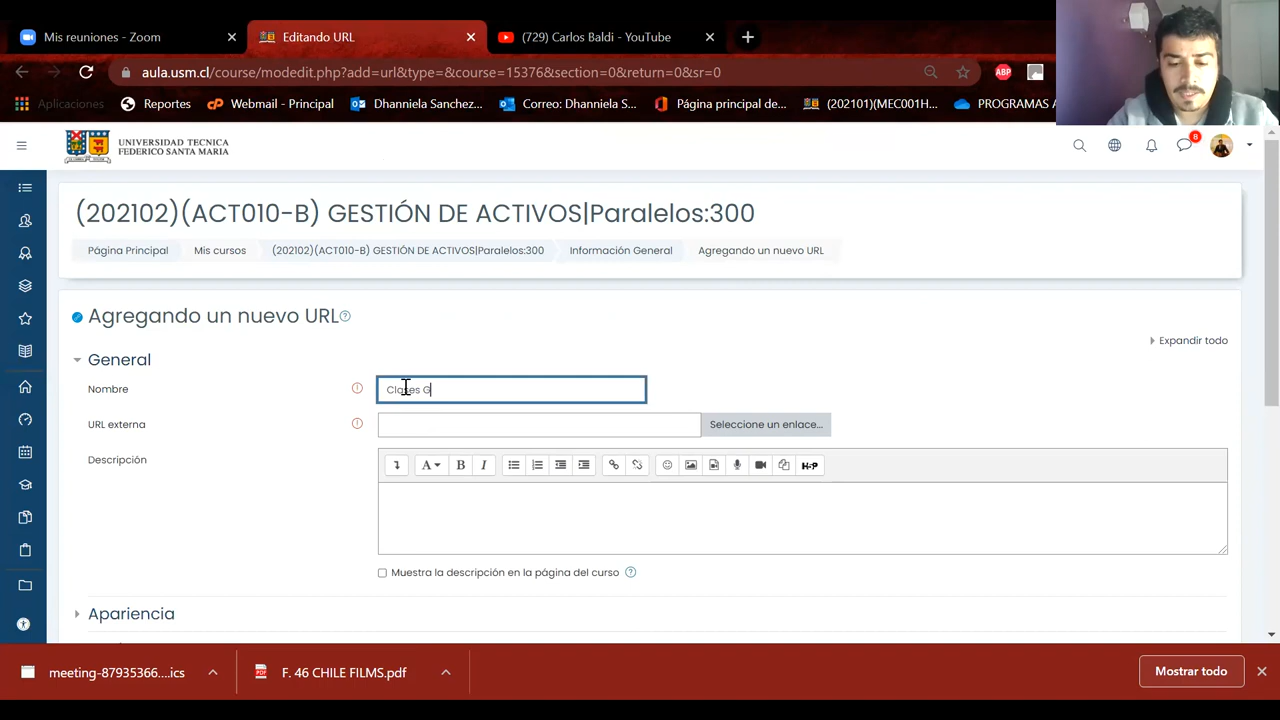 Mis reuniones - Zoom
Editando URL
(729) Carlos Baldi - YouTube
aula.usm.cl/course/modedit.php?add=url&type=&course=15376&section=0&return=0&sr=0
ABP
Aplicaciones
Reportes
Webmail - Principal
Dhanniela Sanchez...
Correo: Dhanniela S...
Página principal de...
(202101)(MEC001H...
PROGRAMAS A
UNIVERSIDAD TECNICA
FEDERICO SANTA MARIA
8
(202102)(ACT010-B) GESTIÓN DE ACTIVOS|Paralelos:300
Página Principal
Mis cursos
(202102)(ACT010-B) GESTIÓN DE ACTIVOS|Paralelos:300
Información General
Agregando un nuevo URL
Agregando un nuevo URL
Expandir todo
General
Nombre
Clases G
URL externa
Seleccione un enlace...
Descripción
A
B
I
H-P
Muestra la descripción en la página del curso
Apariencia
meeting-87935366....ics
F. 46 CHILE FILMS.pdf
Mostrar todo